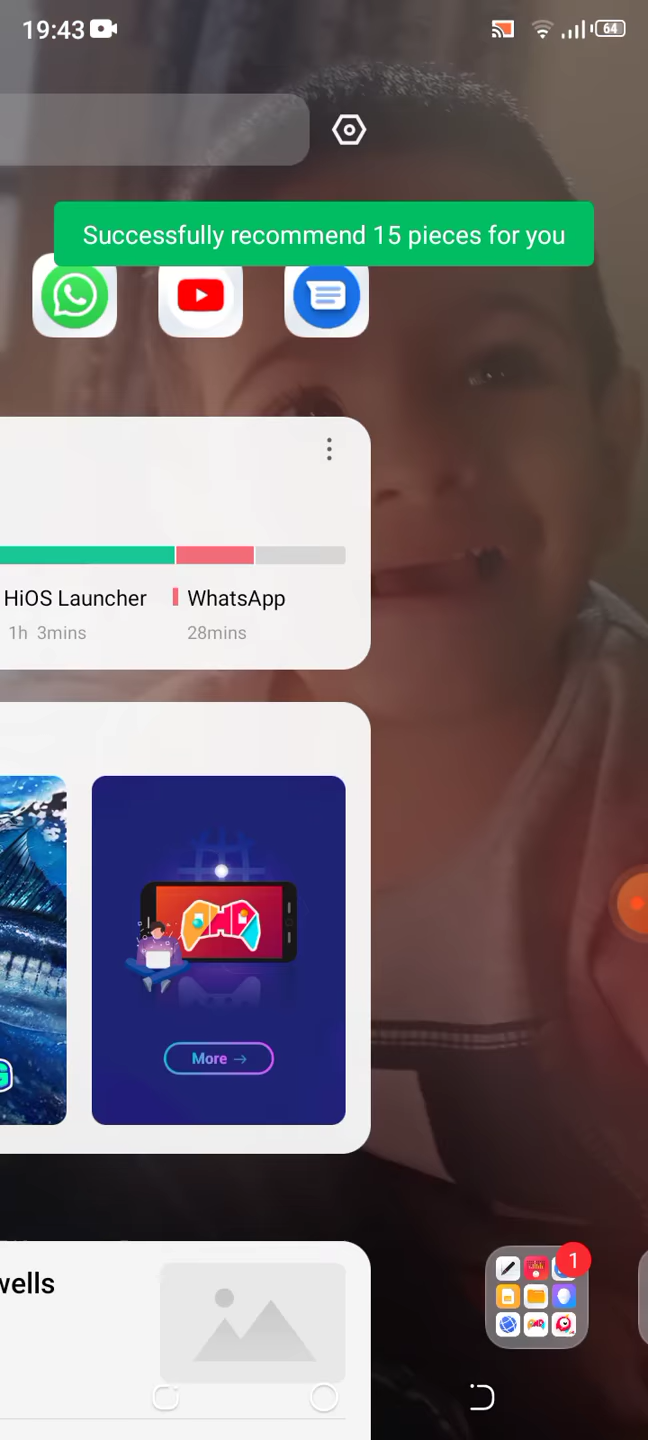 19:43
64
Successfully recommend 15 pieces for you
HiOS Launcher
WhatsApp
1h 3mins
28mins
More →
wells
1